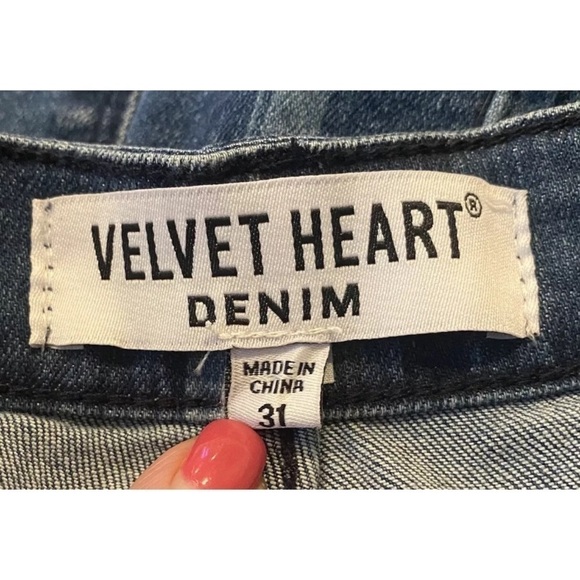 VELVET HEART®
DENIM
MADE IN
CHINA
31